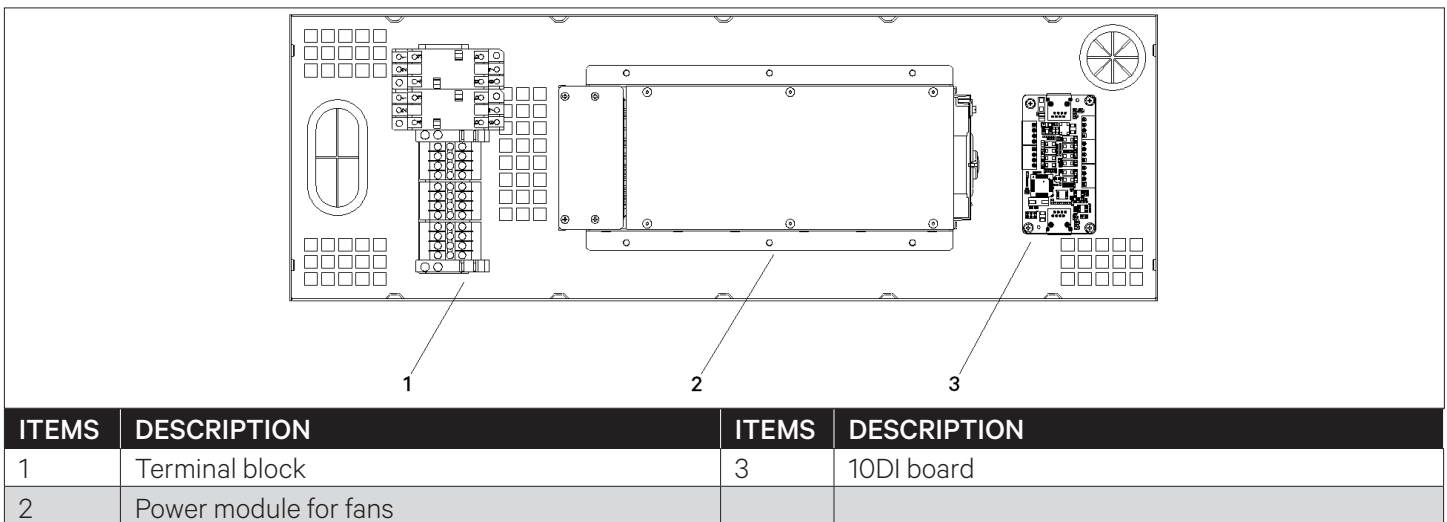 1 2 3
ITEMS DESCRIPTION ITEMS DESCRIPTION
1 Terminal block 3 10DI board
2 Power module for fans